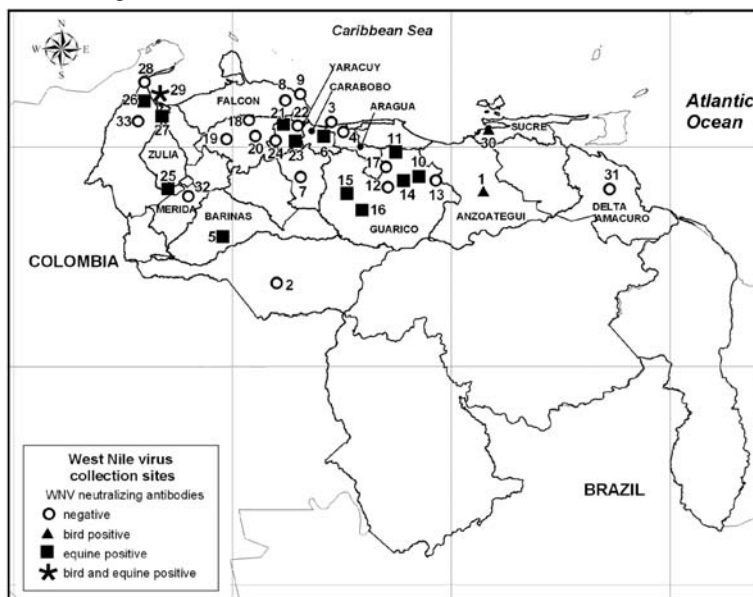 Caribbean Sea
N
W E
S
28
29
8
9
YARACUY
CARABOBO
ARAGUA
Atlantic
Ocean
26
FALCON
21
22
3
SUCRE
33
27
18
4
30
19
20
24
23
6
11
ZULIA
17
10
1
31
25
32
7
15
12
14
13
MERIDA
BARINAS
16
ANZOATEGUI
DELTA
AMACURO
5
GUARICO
COLOMBIA
2
West Nile virus
collection sites
WNV neutralizing antibodies
negative
bird positive
equine positive
bird and equine positive
BRAZIL